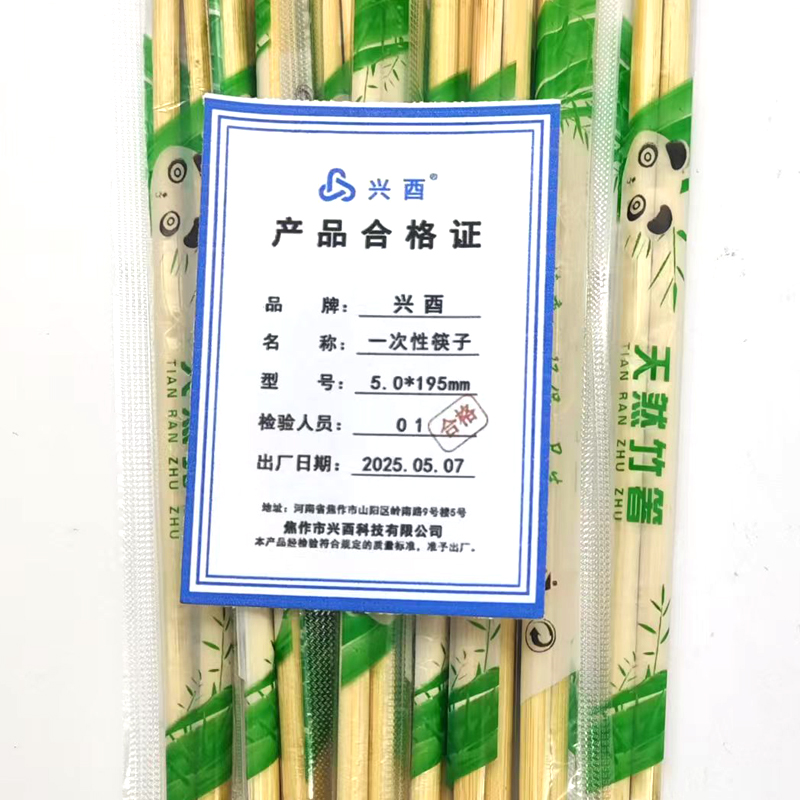 兴酉®
产品合格证
品 牌: 兴酉
名 称: 一次性筷子
型 号: 5.0*195mm
检验人员: 01
合格
出厂日期: 2025.05.07
地址: 河南省焦作市山阳区岭南路9号楼5号
焦作市兴酉科技有限公司
本产品经检验符合规定的质量标准,准予出厂。
天然竹筷
TIAN RAN ZHU ZHU
TIAN RAN ZHU